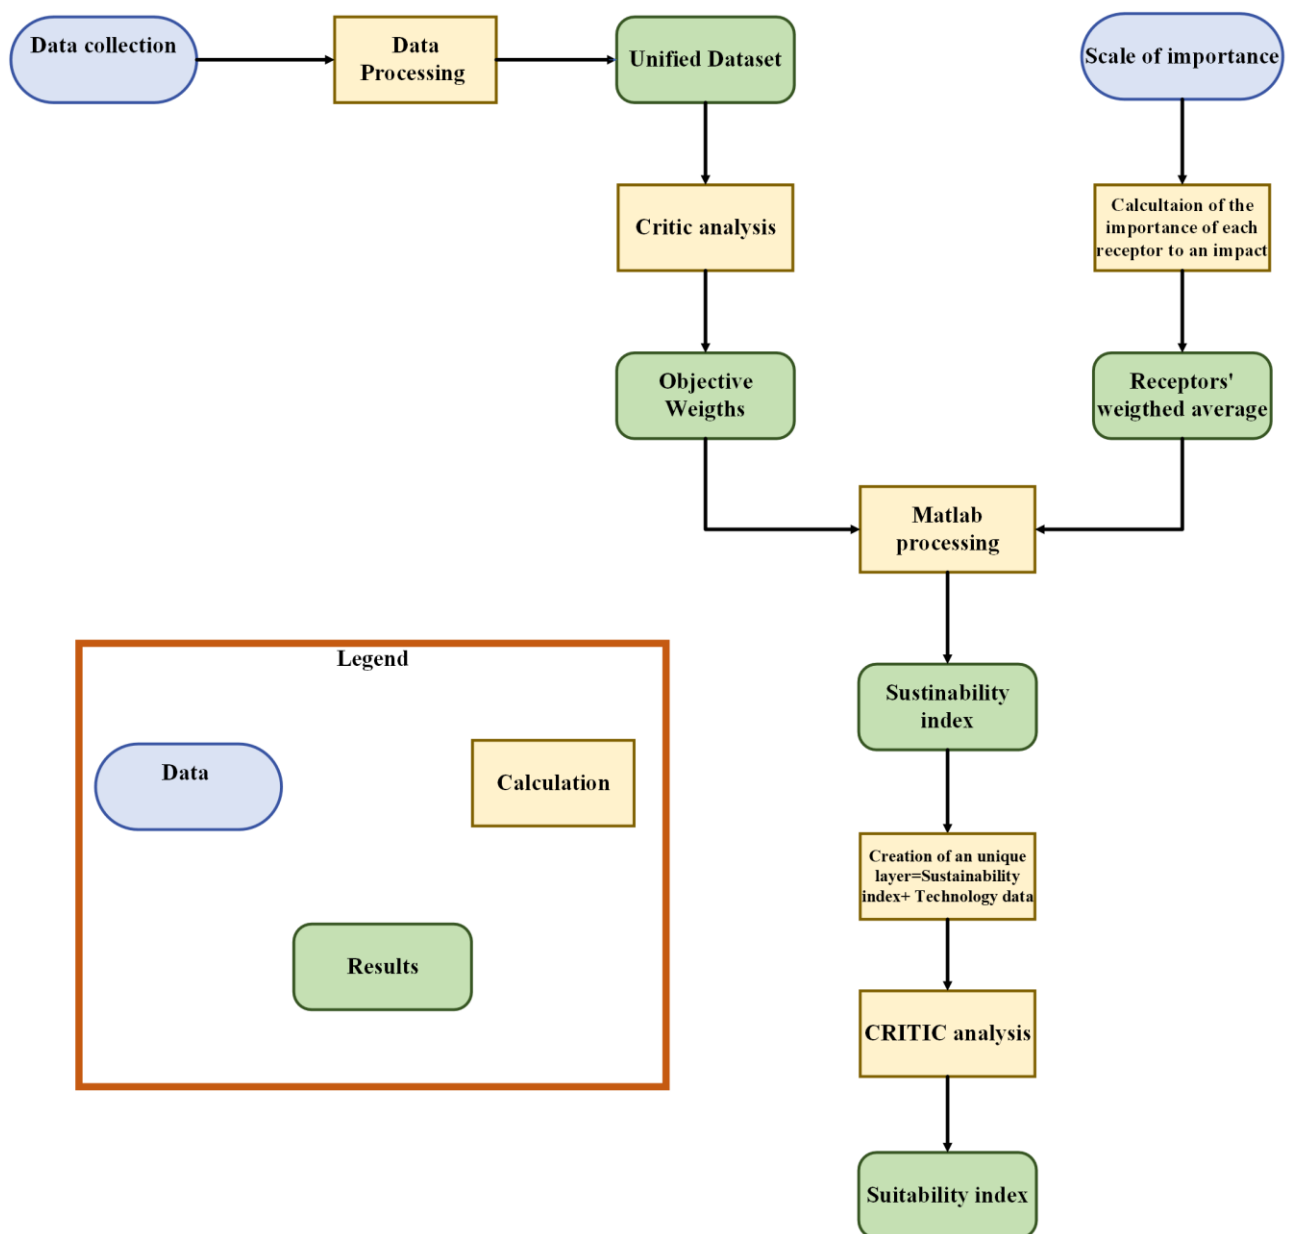 Data collection
Data
Processing
Unified Dataset
Scale of importance
Critic analysis
Calcultaion of the
importance of each
receptor to an impact
Objective
Weigths
Receptors'
weigthed average
Matlab
processing
Legend
Data
Calculation
Results
Sustinability
index
Creation of an unique
layer=Sustainability
index+ Technology data
CRITIC analysis
Suitability index